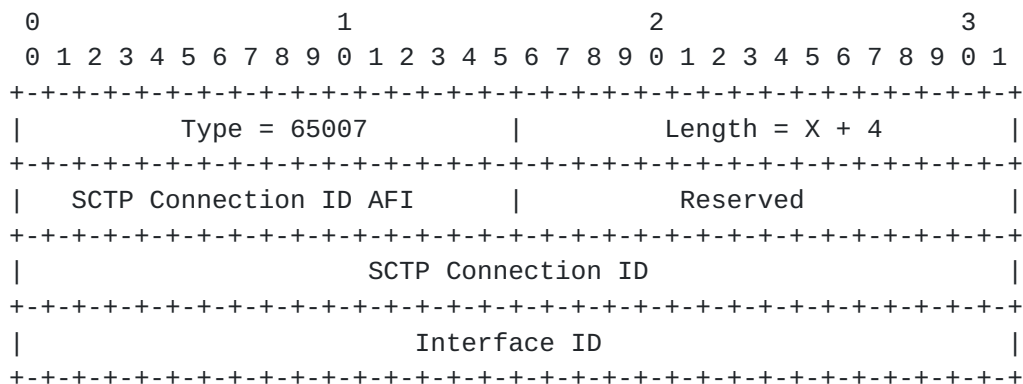 0                   1                   2                   3
 0 1 2 3 4 5 6 7 8 9 0 1 2 3 4 5 6 7 8 9 0 1 2 3 4 5 6 7 8 9 0 1
+-+-+-+-+-+-+-+-+-+-+-+-+-+-+-+-+-+-+-+-+-+-+-+-+-+-+-+-+-+-+-+-+
|          Type = 65007         |         Length = X + 4        |
+-+-+-+-+-+-+-+-+-+-+-+-+-+-+-+-+-+-+-+-+-+-+-+-+-+-+-+-+-+-+-+-+
|   SCTP Connection ID AFI      |          Reserved             |
+-+-+-+-+-+-+-+-+-+-+-+-+-+-+-+-+-+-+-+-+-+-+-+-+-+-+-+-+-+-+-+-+
|                      SCTP Connection ID                       |
+-+-+-+-+-+-+-+-+-+-+-+-+-+-+-+-+-+-+-+-+-+-+-+-+-+-+-+-+-+-+-+-+
|                         Interface ID                          |
+-+-+-+-+-+-+-+-+-+-+-+-+-+-+-+-+-+-+-+-+-+-+-+-+-+-+-+-+-+-+-+-+